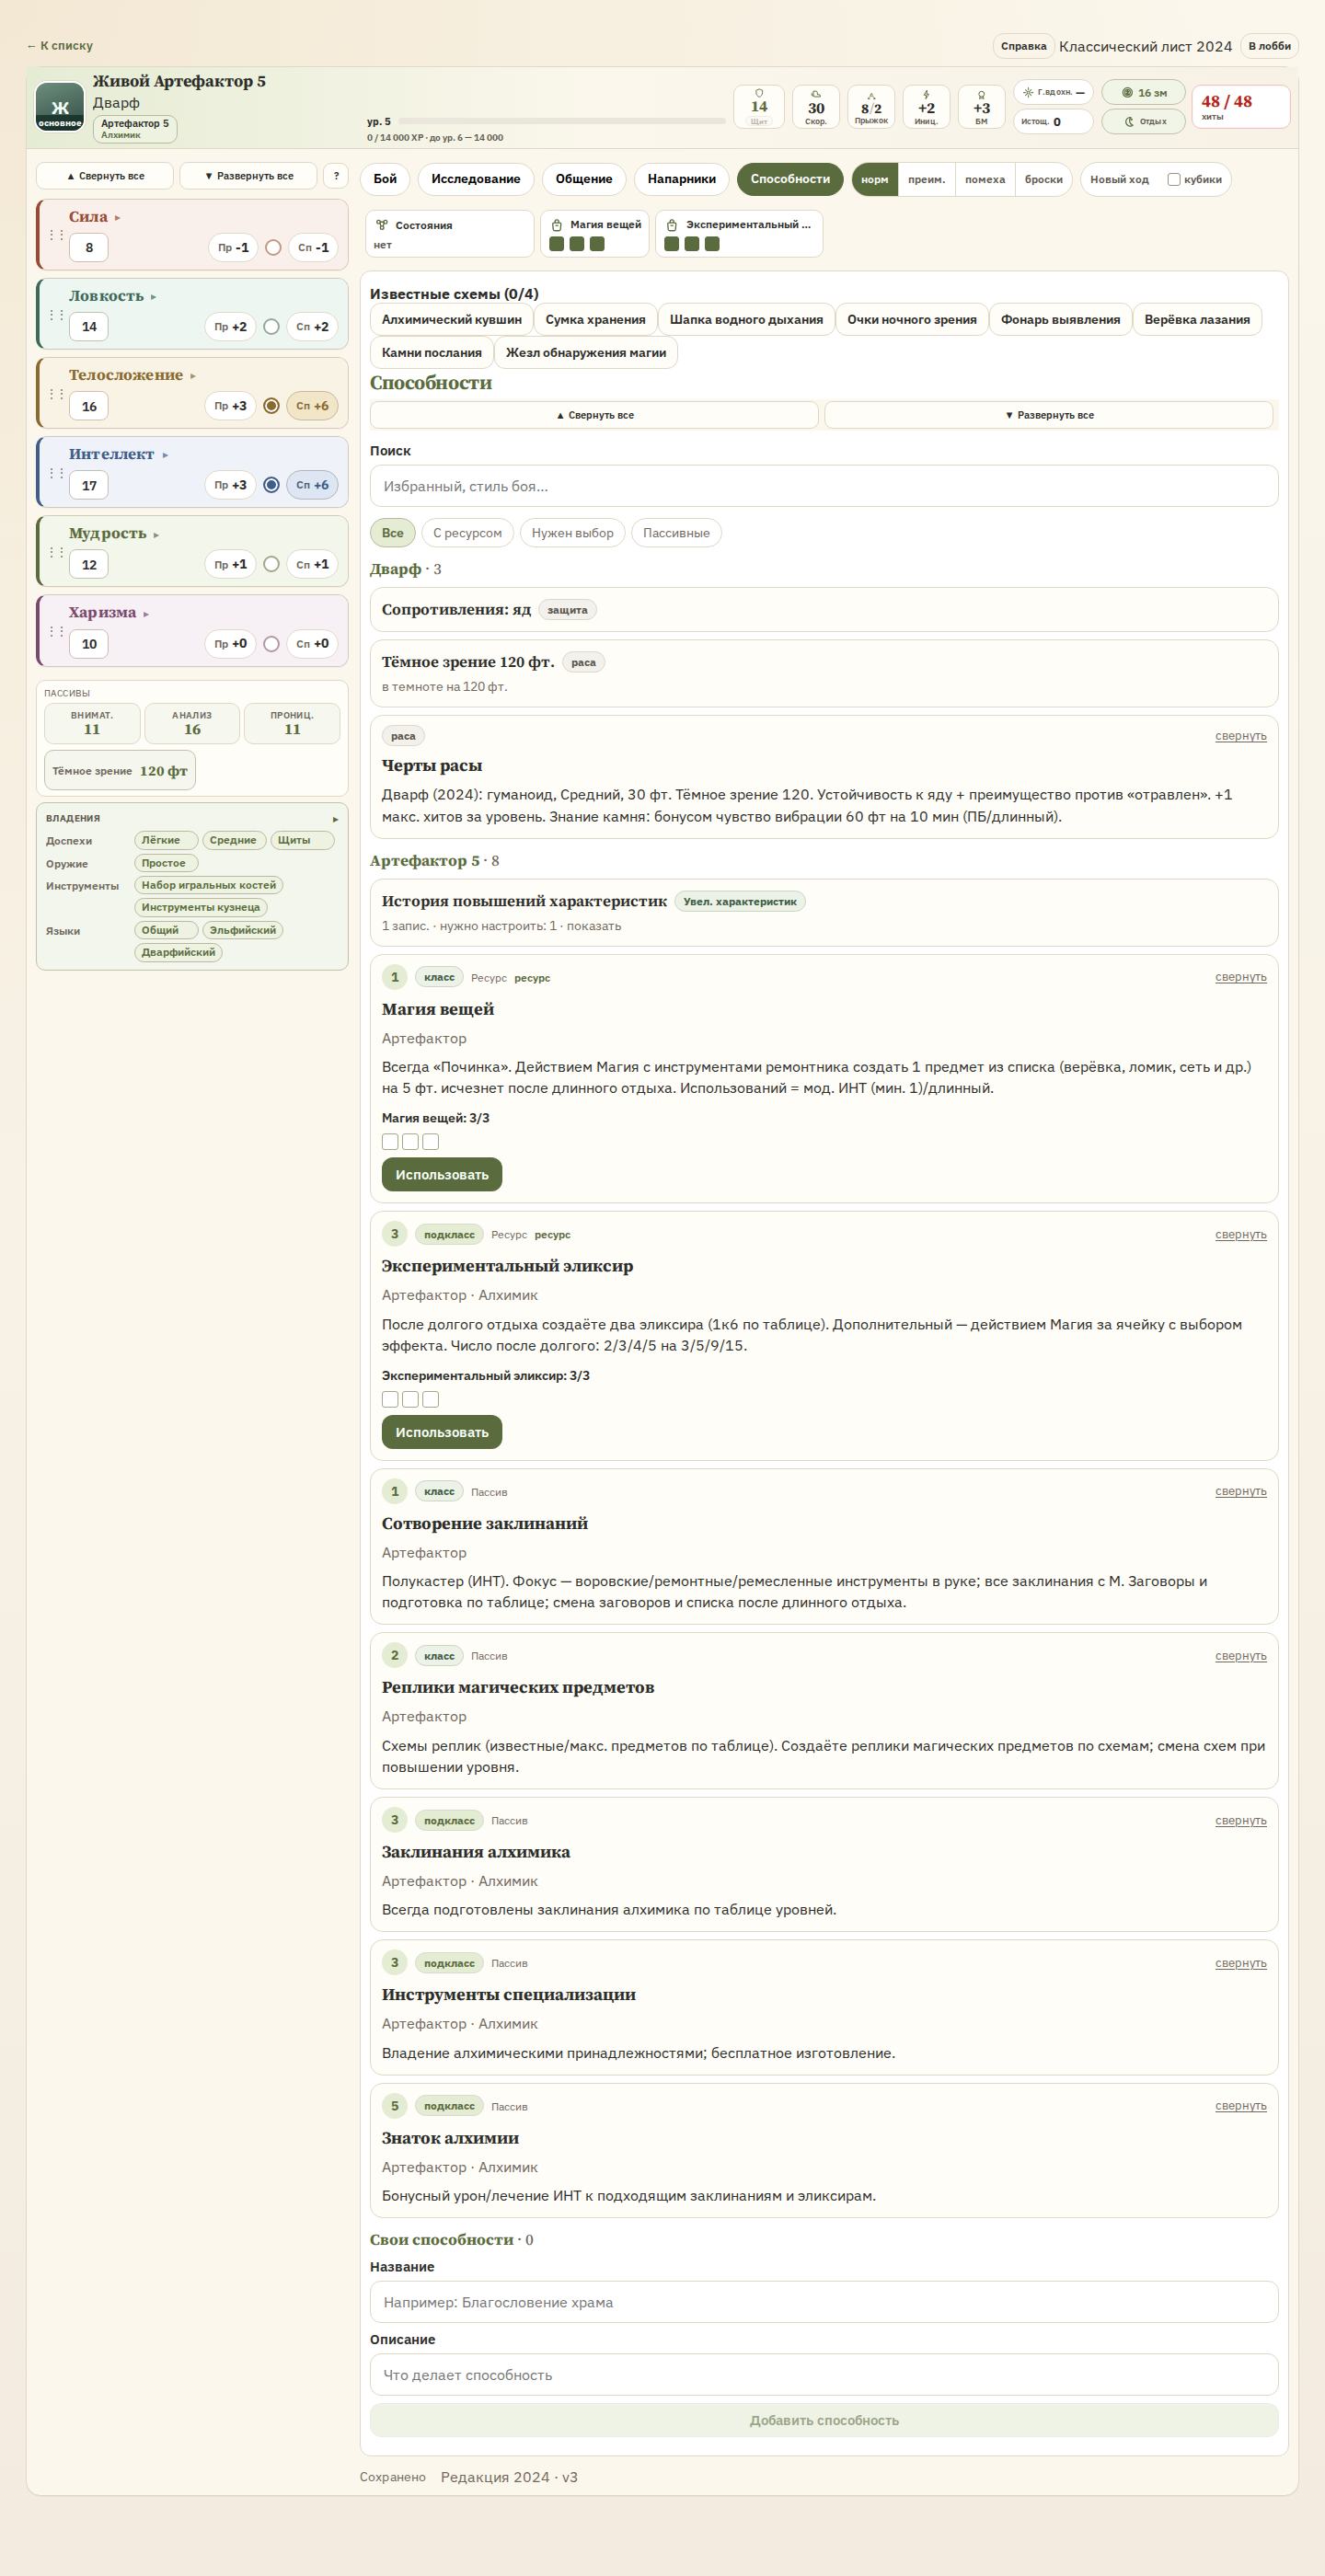 ← К списку
Справка Классический лист 2024 В лобби
Ж
основное
Живой Артефактор 5
Дварф
Артефактор 5
Алхимик
ур. 5
0 / 14 000 XP · до ур. 6 — 14 000
14
Щит
30
Скор.
8/2
Прыжок
+2
Иниц.
+3
БМ
Г.вдохн. —
Истощ. 0
16 зм
Отдых
48 / 48
хиты
▲ Свернуть все
▼ Развернуть все
?
Сила ▸
8 Пр -1 Сп -1
Ловкость ▸
14 Пр +2 Сп +2
Телосложение ▸
16 Пр +3 Сп +6
Интеллект ▸
17 Пр +3 Сп +6
Мудрость ▸
12 Пр +1 Сп +1
Харизма ▸
10 Пр +0 Сп +0
ПАССИВЫ
ВНИМАТ.
11
АНАЛИЗ
16
ПРОНИЦ.
11
Тёмное зрение 120 фт
ВЛАДЕНИЯ ▸
Доспехи Лёгкие Средние Щиты
Оружие Простое
Инструменты Набор игральных костей
Инструменты кузнеца
Языки Общий Эльфийский
Дварфийский
Бой Исследование Общение Напарники Способности норм преим. помеха броски Новый ход кубики
Состояния
нет
Магия вещей
Экспериментальный ...
Известные схемы (0/4)
Алхимический кувшин Сумка хранения Шапка водного дыхания Очки ночного зрения Фонарь выявления Верёвка лазания
Камни послания Жезл обнаружения магии
Способности
▲ Свернуть все ▼ Развернуть все
Поиск
Избранный, стиль боя...
Все С ресурсом Нужен выбор Пассивные
Дварф · 3
Сопротивления: яд защита
Тёмное зрение 120 фт. раса
в темноте на 120 фт.
раса свернуть
Черты расы
Дварф (2024): гуманоид, Средний, 30 фт. Тёмное зрение 120. Устойчивость к яду + преимущество против «отравлен». +1
макс. хитов за уровень. Знание камня: бонусом чувство вибрации 60 фт на 10 мин (ПБ/длинный).
Артефактор 5 · 8
История повышений характеристик Увел. характеристик
1 запис. · нужно настроить: 1 · показать
1 класс Ресурс ресурс свернуть
Магия вещей
Артефактор
Всегда «Починка». Действием Магия с инструментами ремонтника создать 1 предмет из списка (верёвка, ломик, сеть и др.)
на 5 фт. исчезнет после длинного отдыха. Использований = мод. ИНТ (мин. 1)/длинный.
Магия вещей: 3/3
Использовать
3 подкласс Ресурс ресурс свернуть
Экспериментальный эликсир
Артефактор · Алхимик
После долгого отдыха создаёте два эликсира (1к6 по таблице). Дополнительный — действием Магия за ячейку с выбором
эффекта. Число после долгого: 2/3/4/5 на 3/5/9/15.
Экспериментальный эликсир: 3/3
Использовать
1 класс Пассив свернуть
Сотворение заклинаний
Артефактор
Полукастер (ИНТ). Фокус — воровские/ремонтные/ремесленные инструменты в руке; все заклинания с М. Заговоры и
подготовка по таблице; смена заговоров и списка после длинного отдыха.
2 класс Пассив свернуть
Реплики магических предметов
Артефактор
Схемы реплик (известные/макс. предметов по таблице). Создаёте реплики магических предметов по схемам; смена схем при
повышении уровня.
3 подкласс Пассив свернуть
Заклинания алхимика
Артефактор · Алхимик
Всегда подготовлены заклинания алхимика по таблице уровней.
3 подкласс Пассив свернуть
Инструменты специализации
Артефактор · Алхимик
Владение алхимическими принадлежностями; бесплатное изготовление.
5 подкласс Пассив свернуть
Знаток алхимии
Артефактор · Алхимик
Бонусный урон/лечение ИНТ к подходящим заклинаниям и эликсирам.
Свои способности · 0
Название
Например: Благословение храма
Описание
Что делает способность
Добавить способность
Сохранено Редакция 2024 · v3